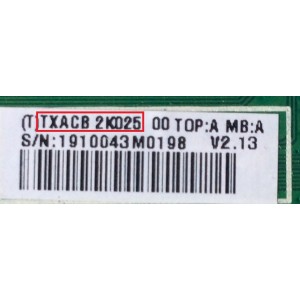 (T)TXACB 2K025 00 TOP:A MB:A
S/N:1910043M0198 V2.13